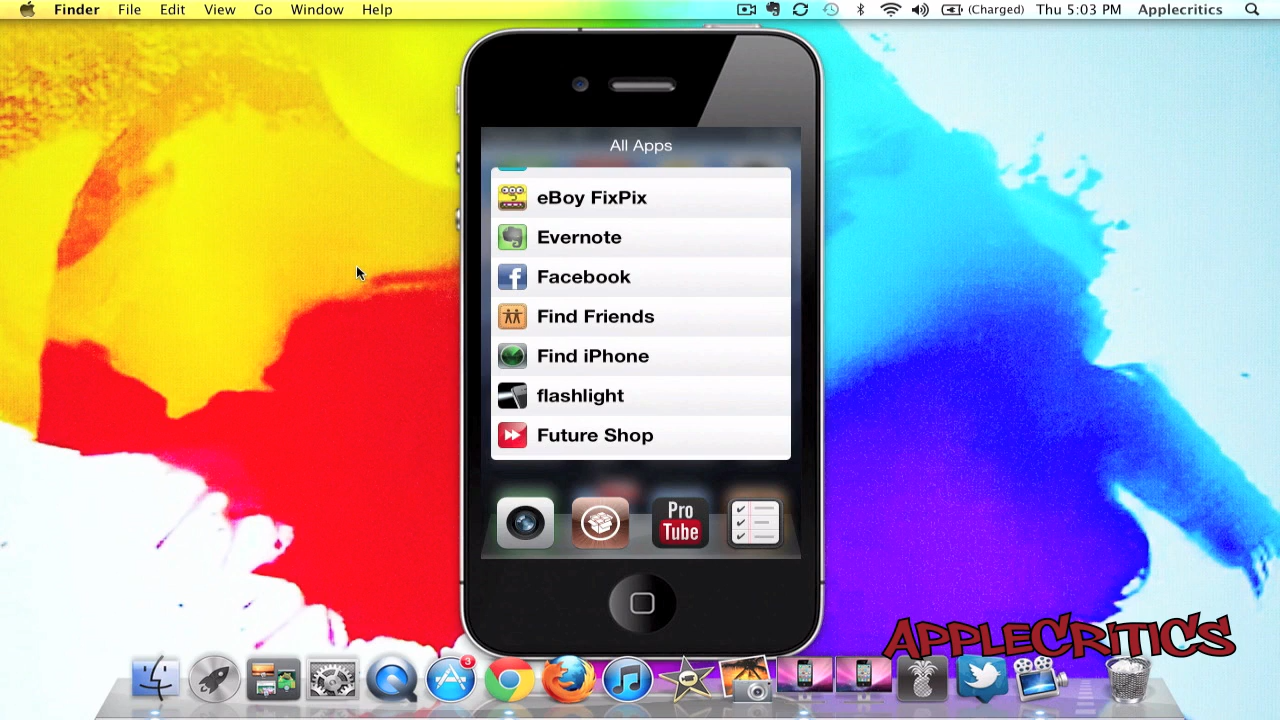 Finder File Edit View Go Window Help (Charged) Thu 5:03 PM Applecritics
All Apps
eBoy FixPix
Evernote
Facebook
Find Friends
Find iPhone
flashlight
Future Shop
Pro
Tube
3
APPLECRITICS